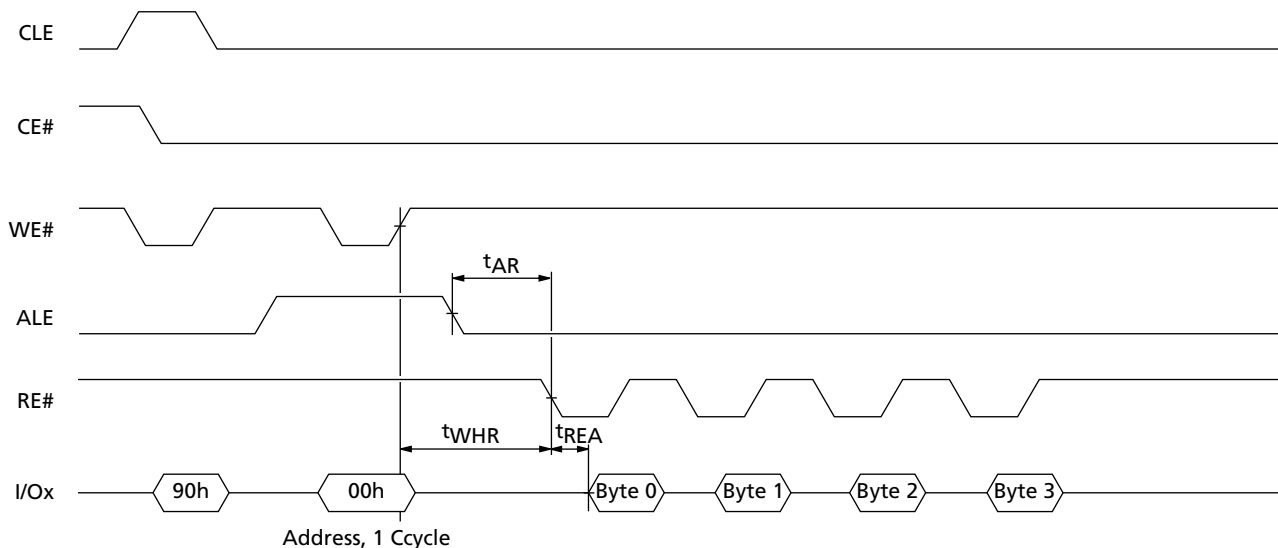 CLE
CE#
WE#
tAR
ALE
RE#
tWHR tREA
I/Ox 90h 00h Byte 0 Byte 1 Byte 2 Byte 3
Address, 1 Ccycle